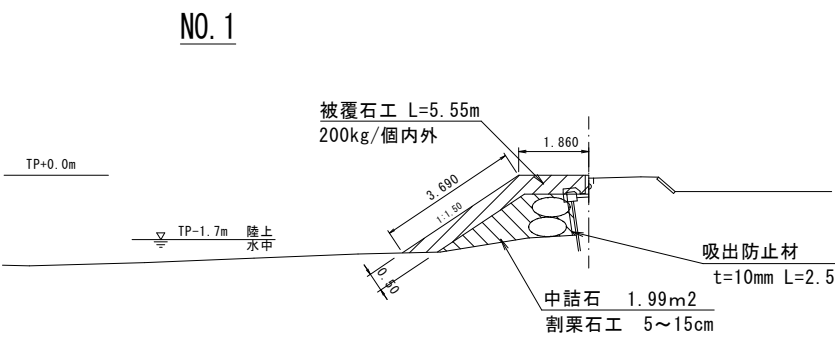 NO.1
被覆石工 L=5.55m
200kg/個内外
1.860
TP+0.0m
3.690
1:1.50
TP-1.7m 陸上
水中
0.50
吸出防止材
t=10mm L=2.5
中詰石 1.99m2
割栗石工 5～15cm